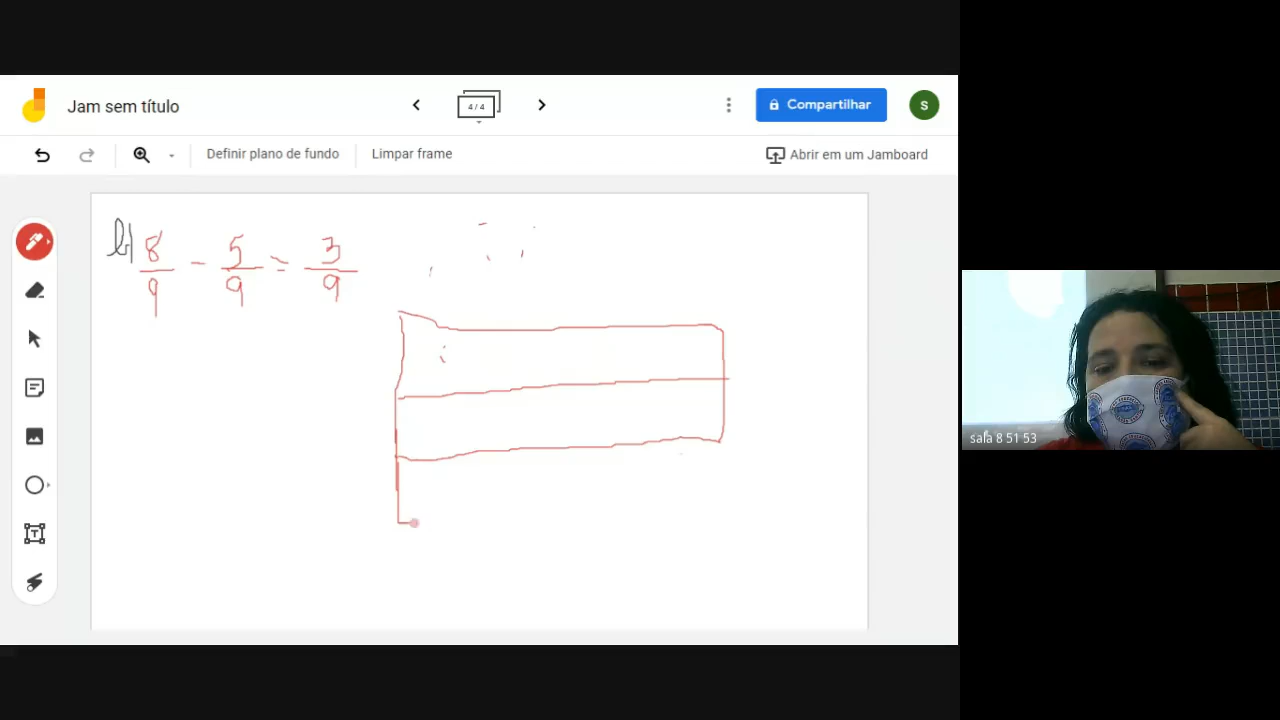 Jam sem título
4 / 4
Compartilhar
S
Definir plano de fundo
Limpar frame
Abrir em um Jamboard
b) 8/9 - 5/9 = 3/9
T
sala 8 51 53